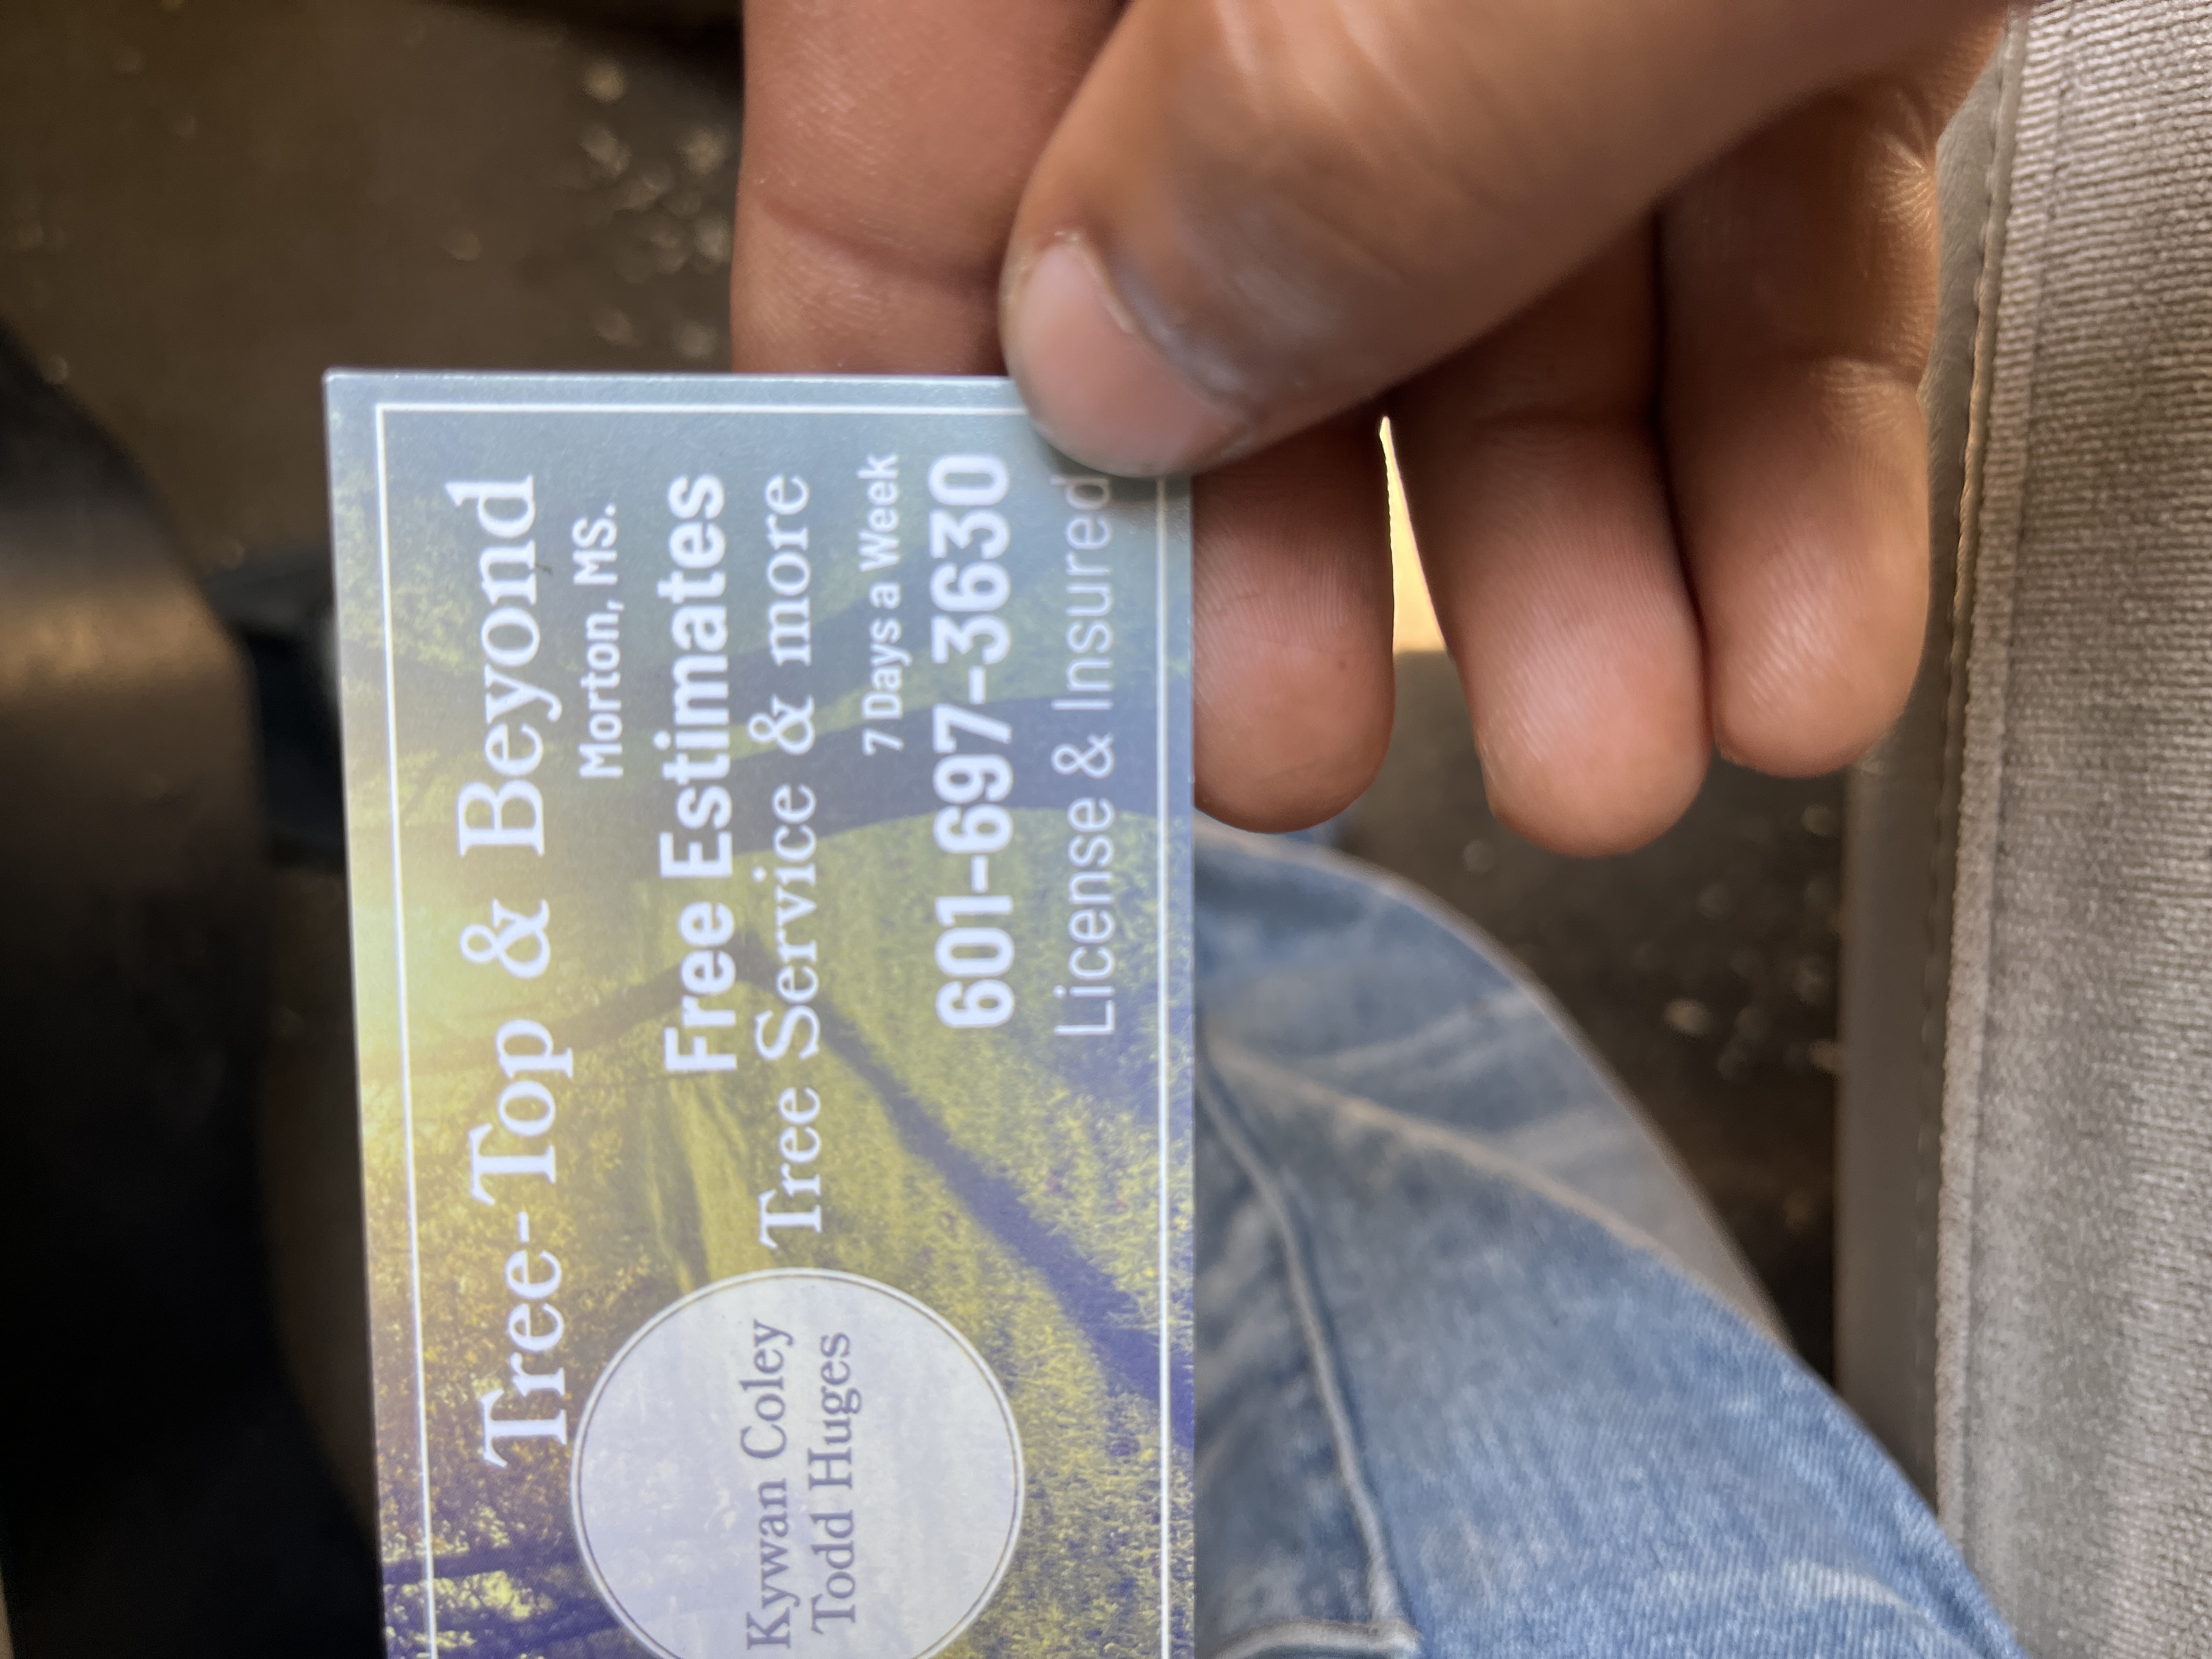 Tree-Top & Beyond
Morton, MS.
Free Estimates
Tree Service & more
7 Days a Week
601-697-3630
License & Insured
Kywan Coley
Todd Huges